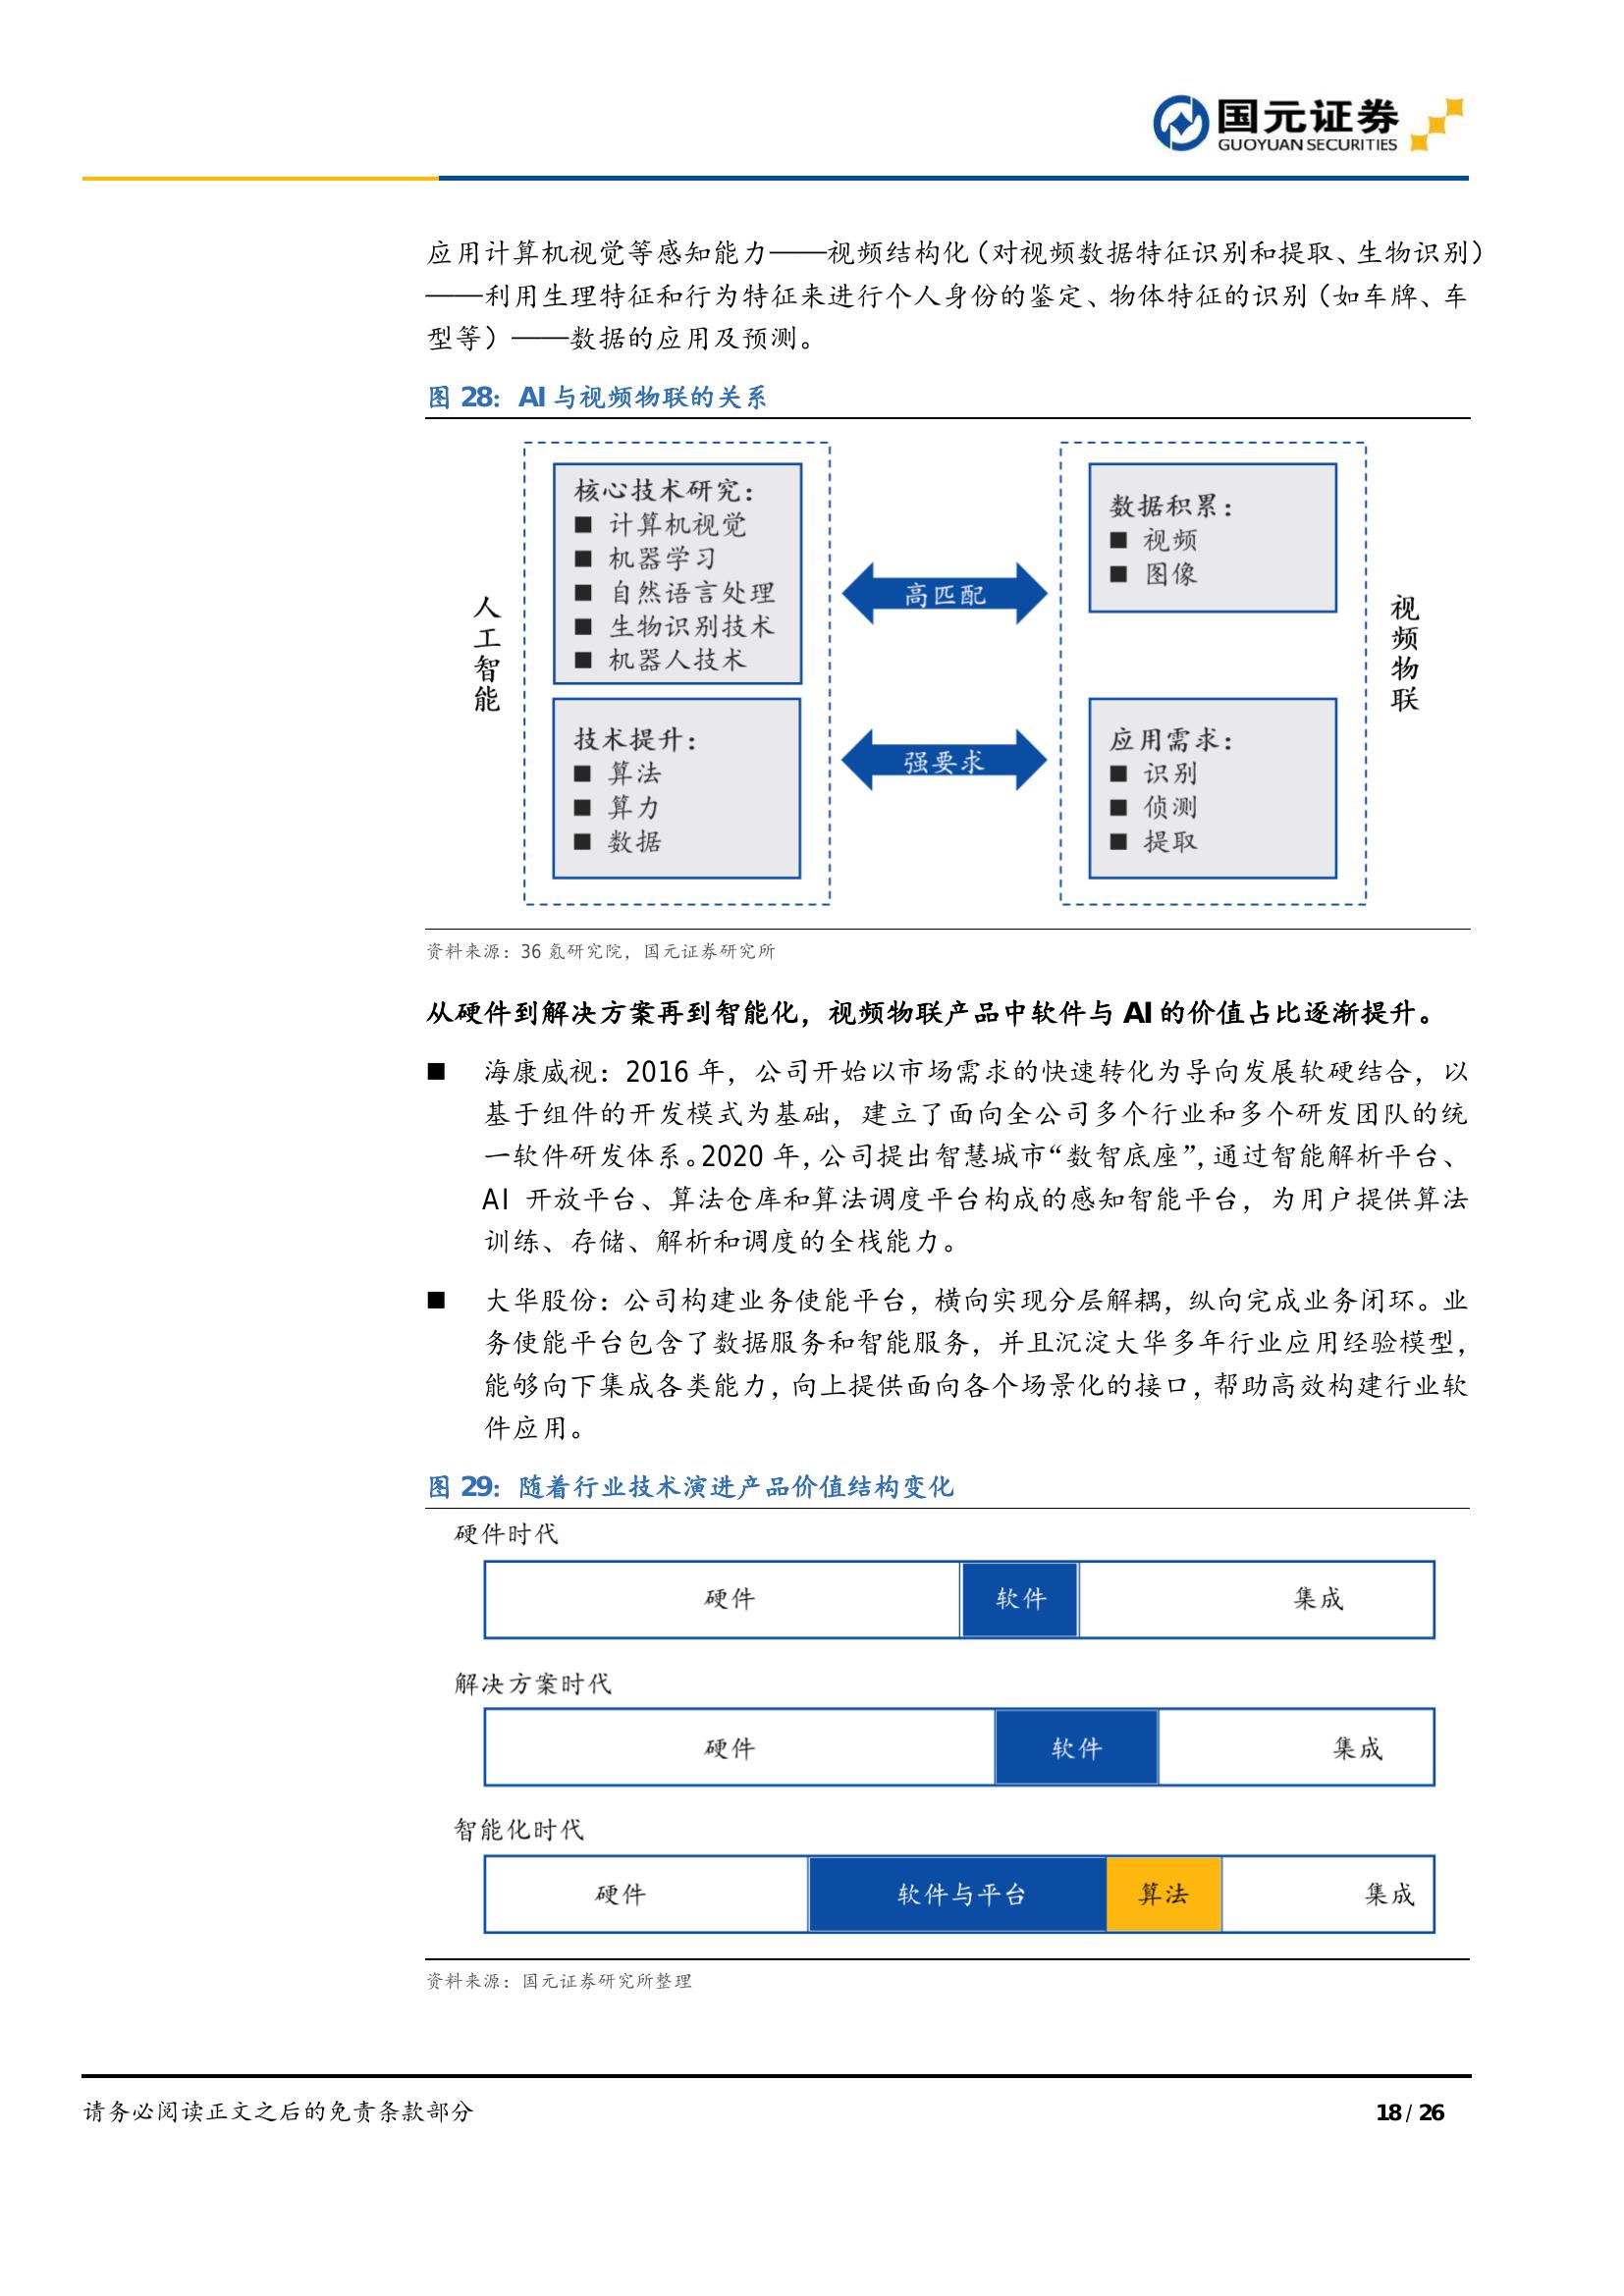 国元证券
GUOYUAN SECURITIES
应用计算机视觉等感知能力——视频结构化（对视频数据特征识别和提取、生物识别）
——利用生理特征和行为特征来进行个人身份的鉴定、物体特征的识别（如车牌、车
型等）——数据的应用及预测。
图 28：AI 与视频物联的关系
人工智能
核心技术研究：
■ 计算机视觉
■ 机器学习
■ 自然语言处理
■ 生物识别技术
■ 机器人技术
技术提升：
■ 算法
■ 算力
■ 数据
高匹配
强要求
数据积累：
■ 视频
■ 图像
应用需求：
■ 识别
■ 侦测
■ 提取
视频物联
资料来源：36 氪研究院，国元证券研究所
从硬件到解决方案再到智能化，视频物联产品中软件与 AI 的价值占比逐渐提升。
■ 海康威视：2016 年，公司开始以市场需求的快速转化为导向发展软硬结合，以
基于组件的开发模式为基础，建立了面向全公司多个行业和多个研发团队的统
一软件研发体系。2020 年，公司提出智慧城市“数智底座”，通过智能解析平台、
AI 开放平台、算法仓库和算法调度平台构成的感知智能平台，为用户提供算法
训练、存储、解析和调度的全栈能力。
■ 大华股份：公司构建业务使能平台，横向实现分层解耦，纵向完成业务闭环。业
务使能平台包含了数据服务和智能服务，并且沉淀大华多年行业应用经验模型，
能够向下集成各类能力，向上提供面向各个场景化的接口，帮助高效构建行业软
件应用。
图 29：随着行业技术演进产品价值结构变化
硬件时代
硬件 软件 集成
解决方案时代
硬件 软件 集成
智能化时代
硬件 软件与平台 算法 集成
资料来源：国元证券研究所整理
请务必阅读正文之后的免责条款部分 18 / 26